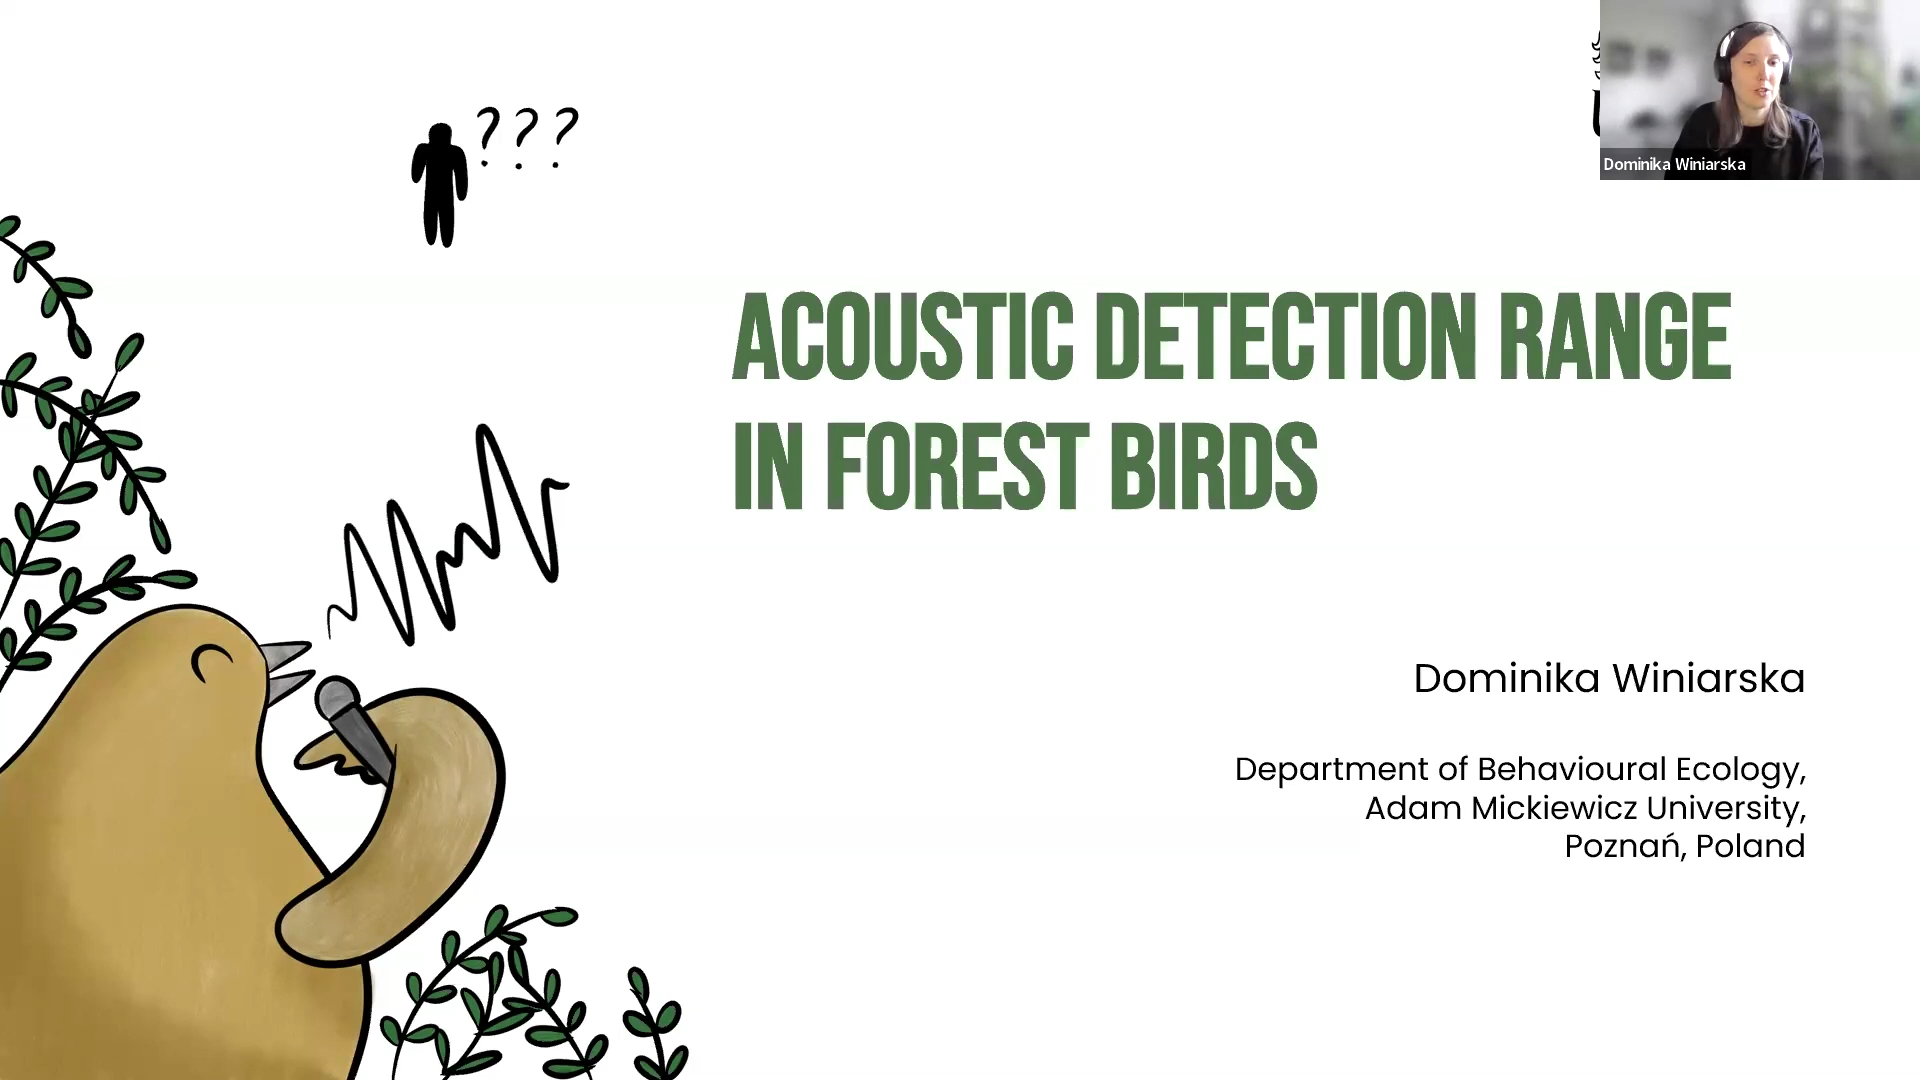 Dominika Winiarska
???
ACOUSTIC DETECTION RANGE
IN FOREST BIRDS
Dominika Winiarska
Department of Behavioural Ecology,
Adam Mickiewicz University,
Poznań, Poland